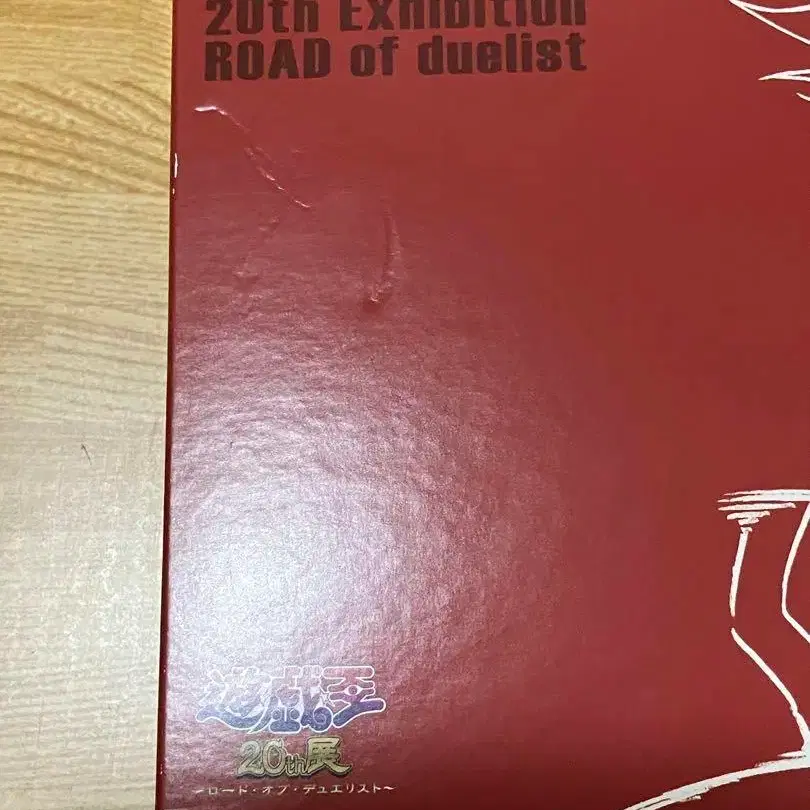 20th Exhibition
ROAD of duelist
遊戯王
20th展
~ロード・オブ・デュエリスト~